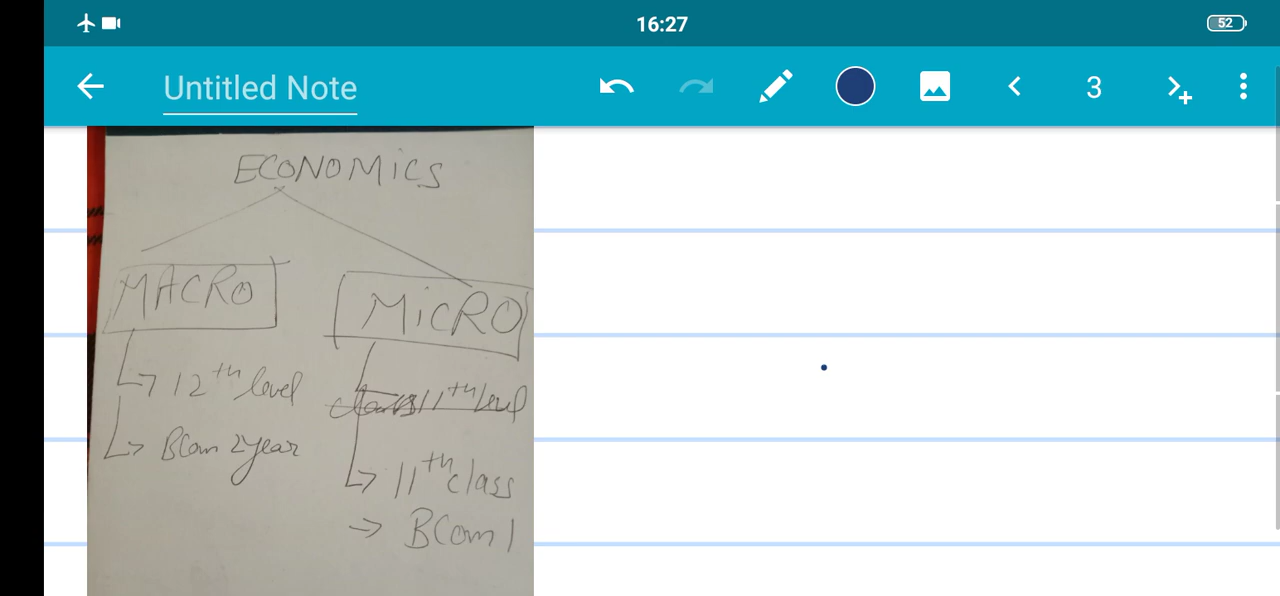 16:27
52
Untitled Note
3
ECONOMICS
MACRO
MiCRO
12th level
11th level
BCom 2year
11th class
BCom 1